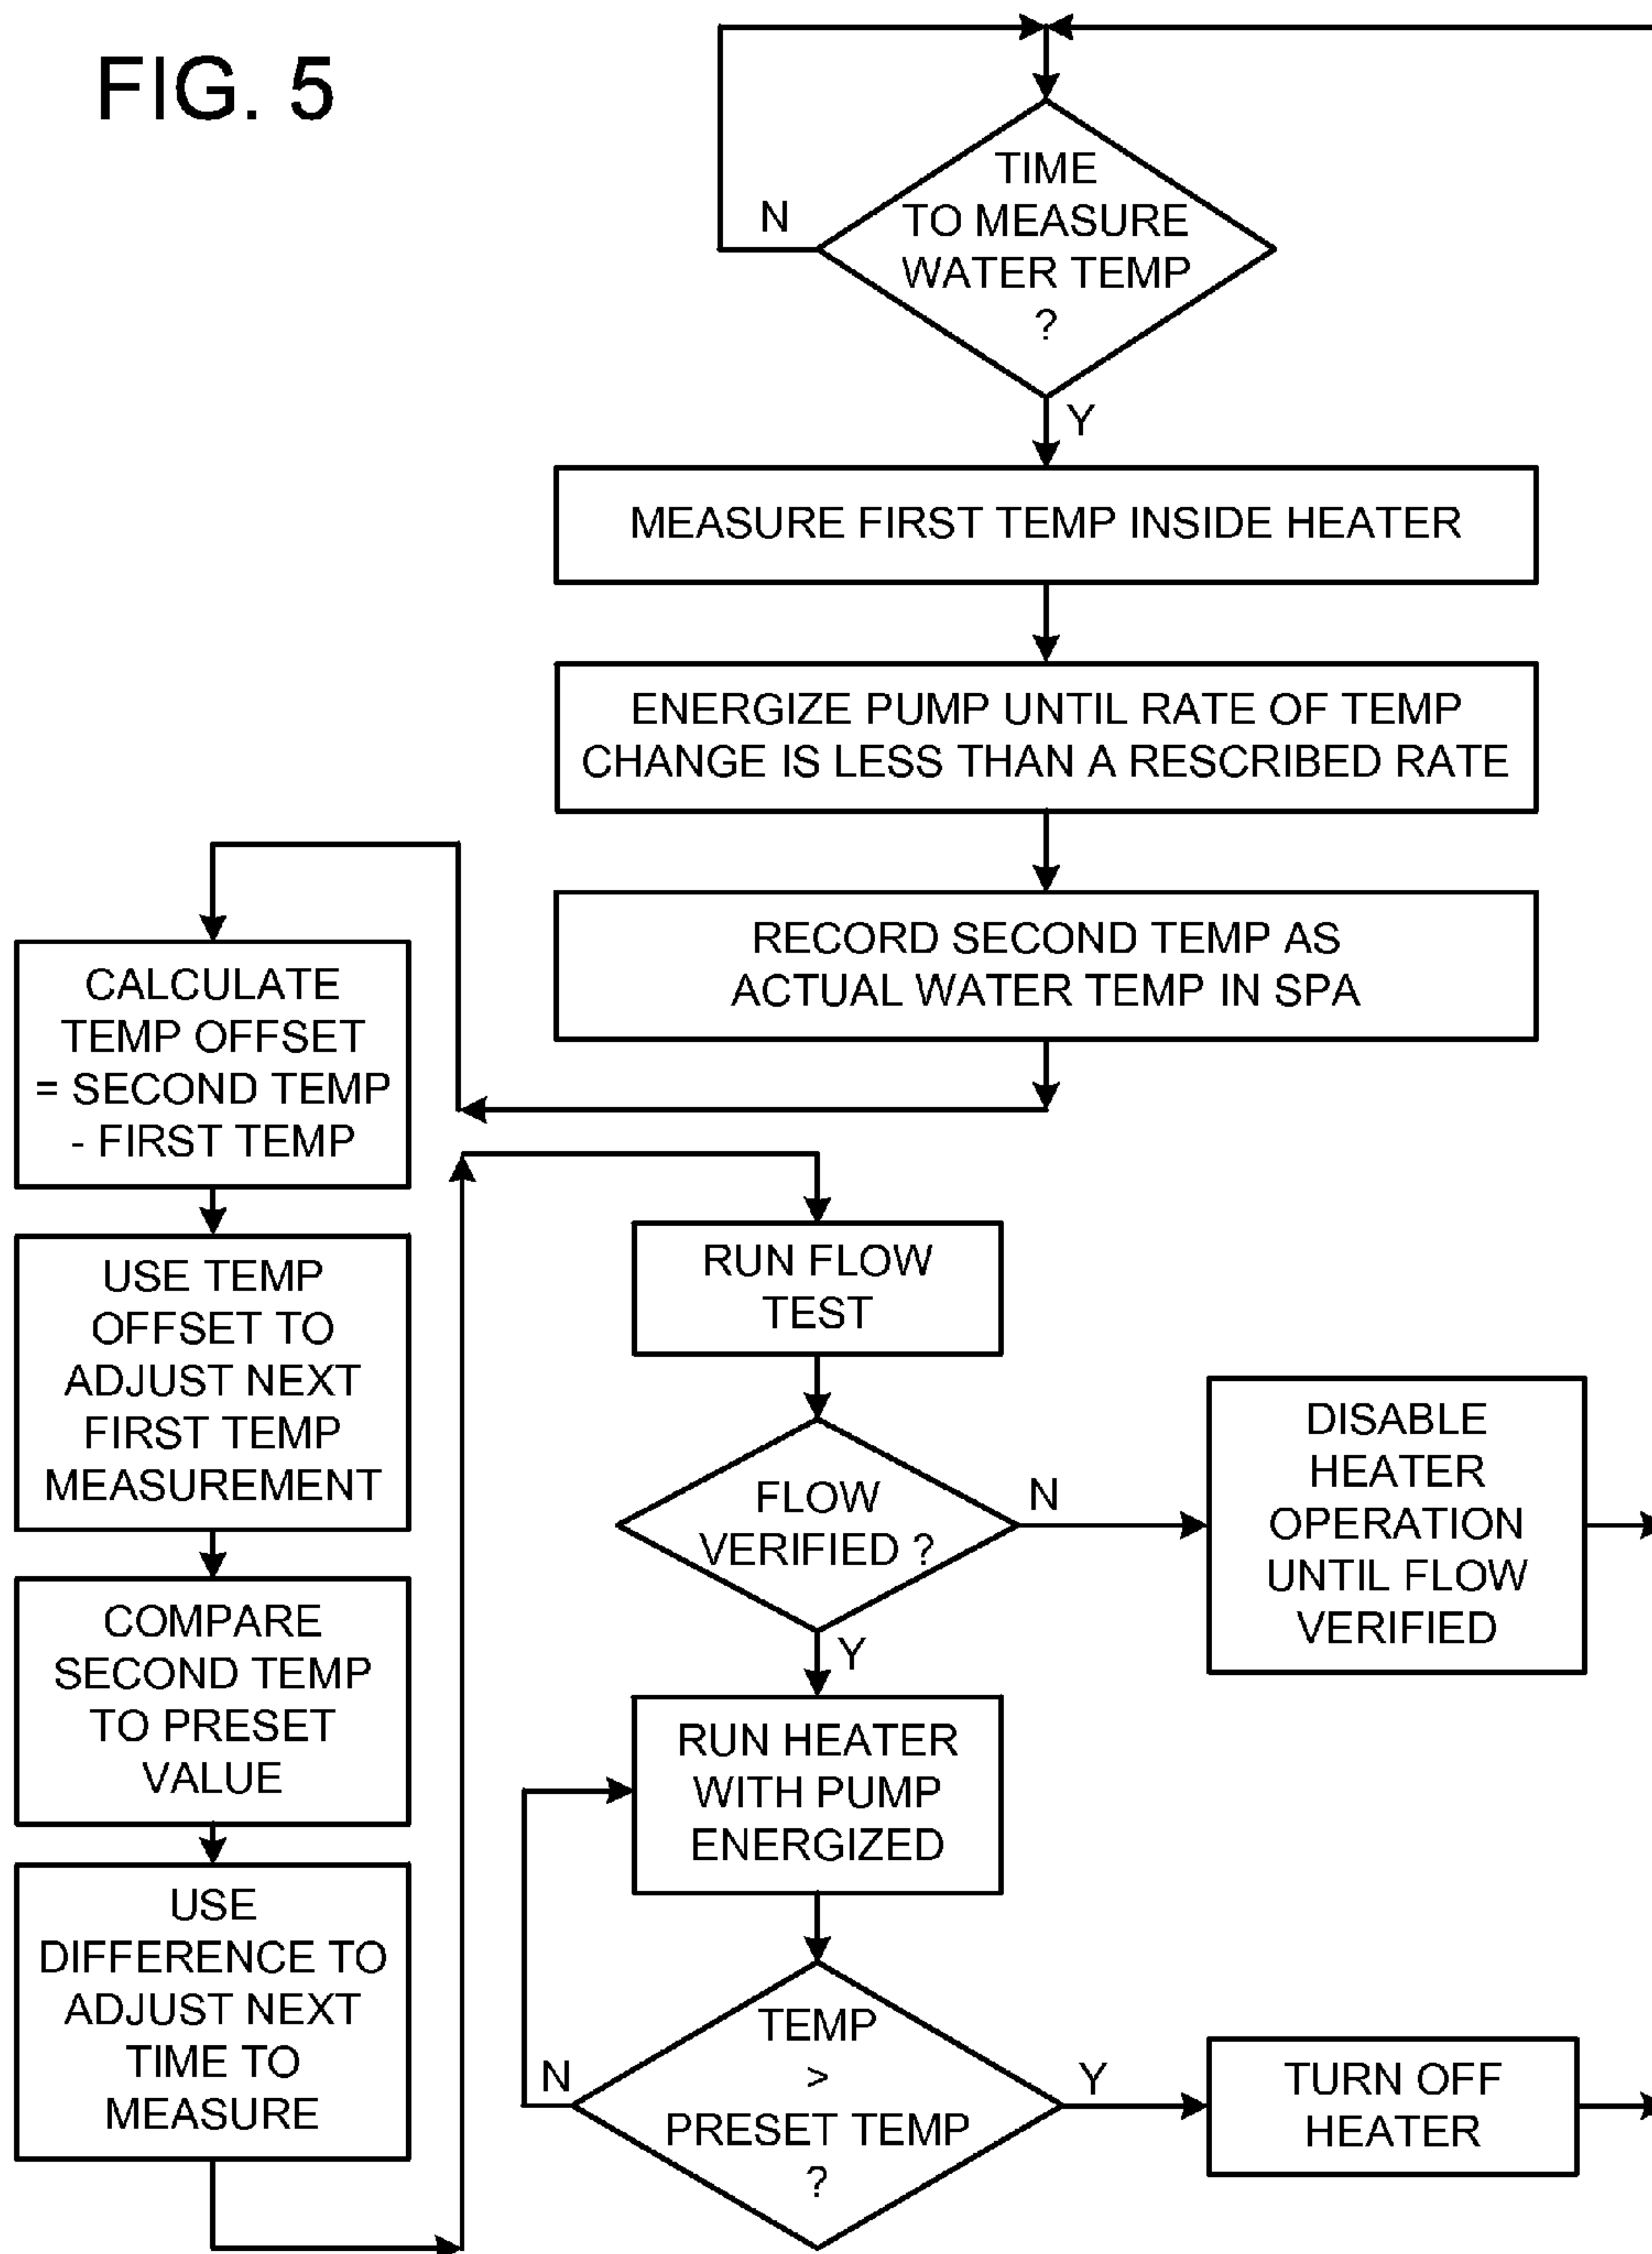 FIG. 5
TIME
TO MEASURE
WATER TEMP
?
N
Y
MEASURE FIRST TEMP INSIDE HEATER
ENERGIZE PUMP UNTIL RATE OF TEMP
CHANGE IS LESS THAN A RESCRIBED RATE
RECORD SECOND TEMP AS
ACTUAL WATER TEMP IN SPA
CALCULATE
TEMP OFFSET
= SECOND TEMP
- FIRST TEMP
USE TEMP
OFFSET TO
ADJUST NEXT
FIRST TEMP
MEASUREMENT
COMPARE
SECOND TEMP
TO PRESET
VALUE
USE
DIFFERENCE TO
ADJUST NEXT
TIME TO
MEASURE
RUN FLOW
TEST
FLOW
VERIFIED ?
N
DISABLE
HEATER
OPERATION
UNTIL FLOW
VERIFIED
Y
RUN HEATER
WITH PUMP
ENERGIZED
TEMP
>
PRESET TEMP
?
N
Y
TURN OFF
HEATER